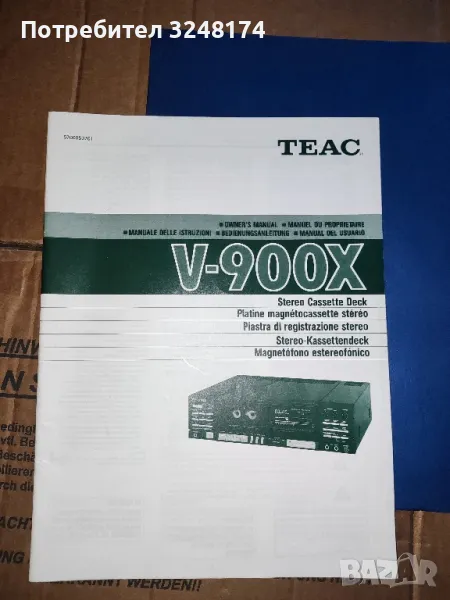 Потребител 3248174
TEAC
● OWNER'S MANUAL ● MANUEL DU PROPRIETAIRE
● MANUALE DELLE ISTRUZIONI ● BEDIENUNGSANLEITUNG ● MANUAL DEL USUARIO
V-900X
Stereo Cassette Deck
Platine magnétocassette stéréo
Piastra di registrazione stereo
Stereo-Kassettendeck
Magnetófono estereofónico
BAZAR